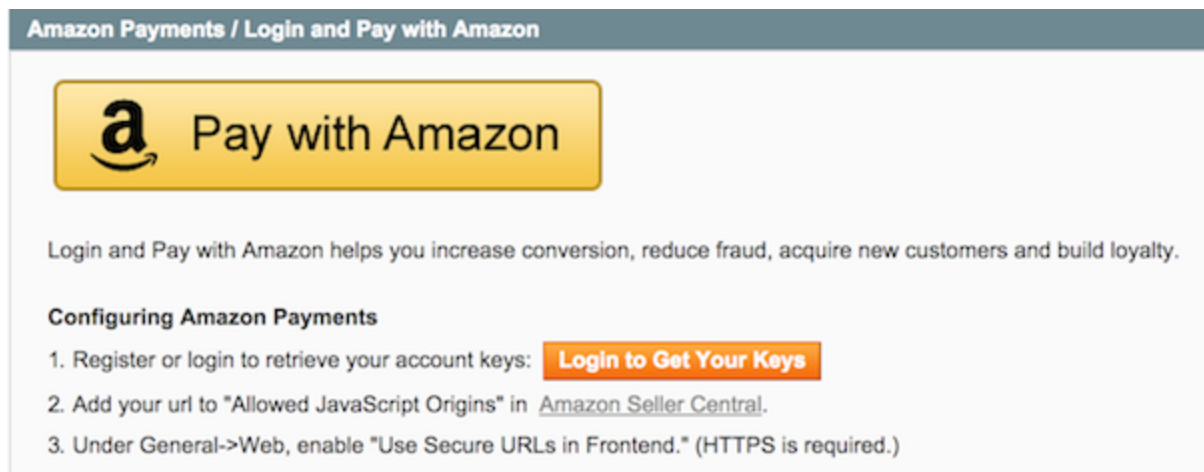 Amazon Payments / Login and Pay with Amazon
a Pay with Amazon
Login and Pay with Amazon helps you increase conversion, reduce fraud, acquire new customers and build loyalty.
Configuring Amazon Payments
1. Register or login to retrieve your account keys: Login to Get Your Keys
2. Add your url to "Allowed JavaScript Origins" in Amazon Seller Central.
3. Under General->Web, enable "Use Secure URLs in Frontend." (HTTPS is required.)